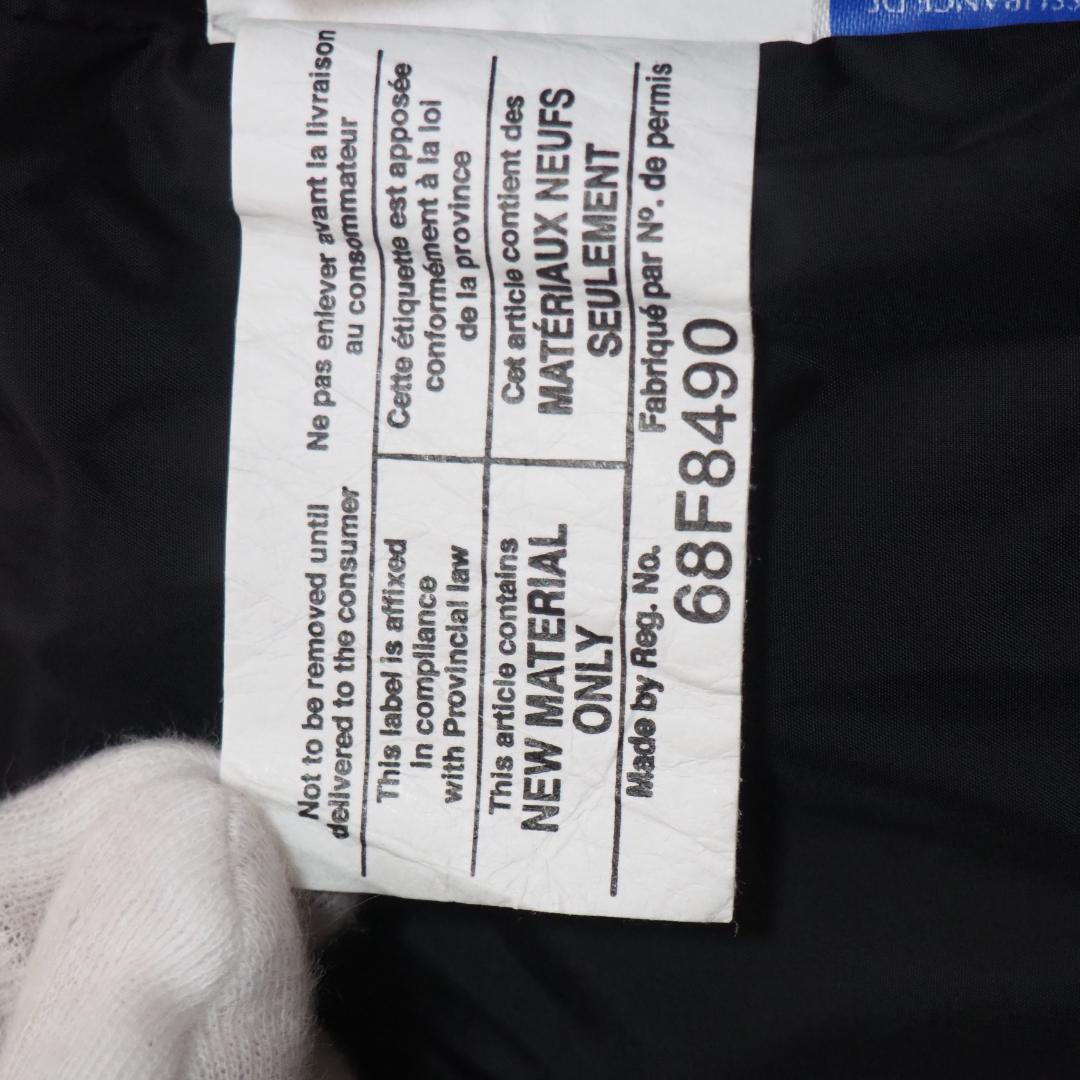 Not to be removed until
delivered to the consumer
Ne pas enlever avant la livraison
au consommateur
This label is affixed
in compliance
with Provincial law
Cette étiquette est apposée
conformément à la loi
de la province
This article contains
NEW MATERIAL
ONLY
Cet article contient des
MATÉRIAUX NEUFS
SEULEMENT
Made by Reg. No.
Fabriqué par Nº. de permis
68F8490